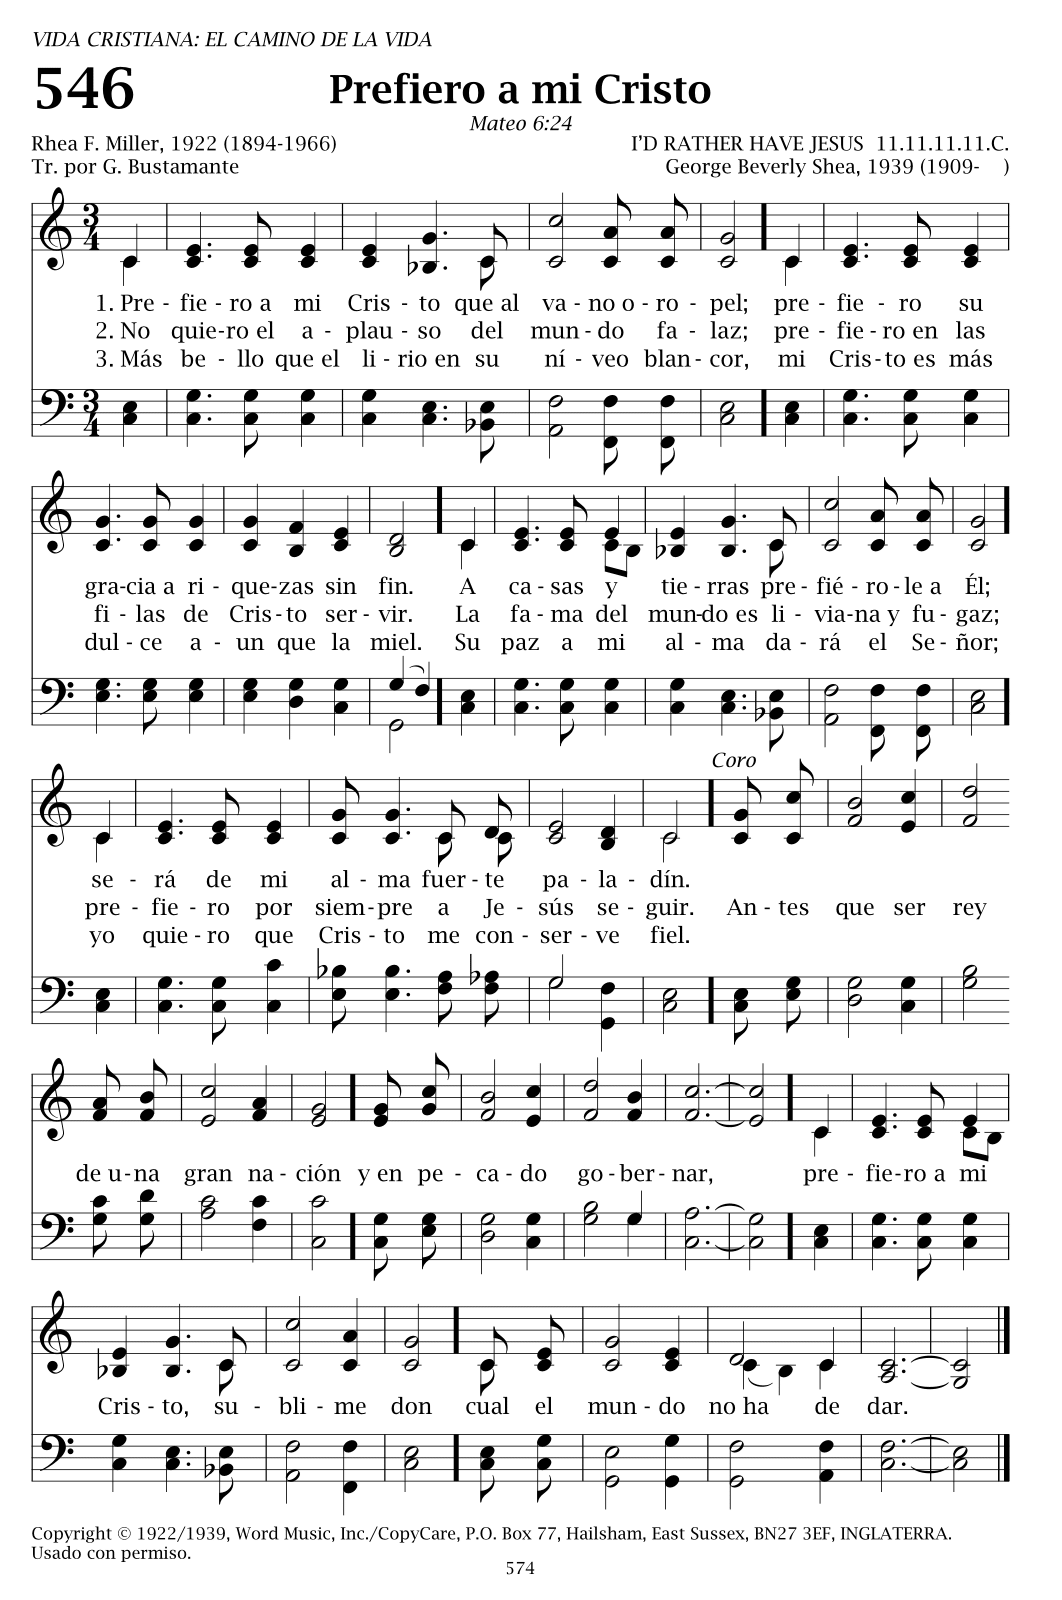 VIDA CRISTIANA: EL CAMINO DE LA VIDA
546
Prefiero a mi Cristo
Mateo 6:24
Rhea F. Miller, 1922 (1894-1966)
I'D RATHER HAVE JESUS 11.11.11.11.C.
Tr. por G. Bustamante
George Beverly Shea, 1939 (1909- )
3 4
1. Pre - fie - ro a mi Cris - to que al va - no o - ro - pel; pre - fie - ro su
2. No quie - ro el a - plau - so del mun - do fa - laz; pre - fie - ro en las
3. Más be - llo que el li - rio en su ní - veo blan - cor, mi Cris - to es más
3 4
gra - cia a ri - que - zas sin fin. A ca - sas y tie - rras pre - fié - ro - le a Él;
fi - las de Cris - to ser - vir. La fa - ma del mun - do es li - via - na y fu - gaz;
dul - ce a - un que la miel. Su paz a mi al - ma da - rá el Se - ñor;
Coro
se - rá de mi al - ma fuer - te pa - la - dín.
pre - fie - ro por siem - pre a Je - sús se - guir. An - tes que ser rey
yo quie - ro que Cris - to me con - ser - ve fiel.
de u - na gran na - ción y en pe - ca - do go - ber - nar, pre - fie - ro a mi
Cris - to, su - bli - me don cual el mun - do no ha de dar.
Copyright © 1922/1939, Word Music, Inc./CopyCare, P.O. Box 77, Hailsham, East Sussex, BN27 3EF, INGLATERRA.
Usado con permiso.
574